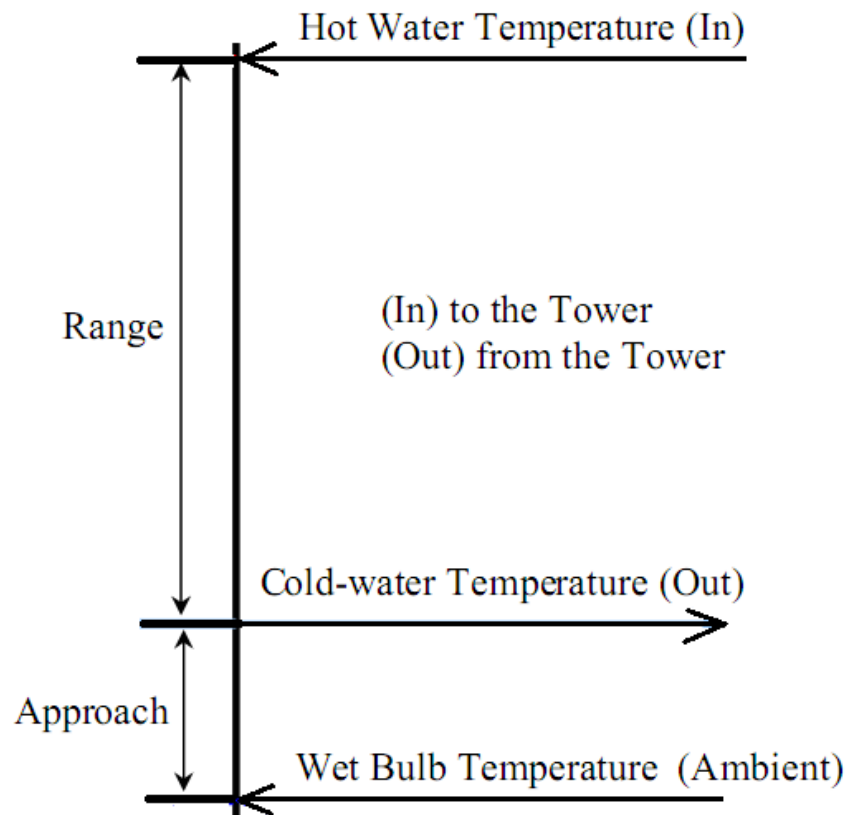 Hot Water Temperature (In)
Range
(In) to the Tower
(Out) from the Tower
Cold-water Temperature (Out)
Approach
Wet Bulb Temperature (Ambient)